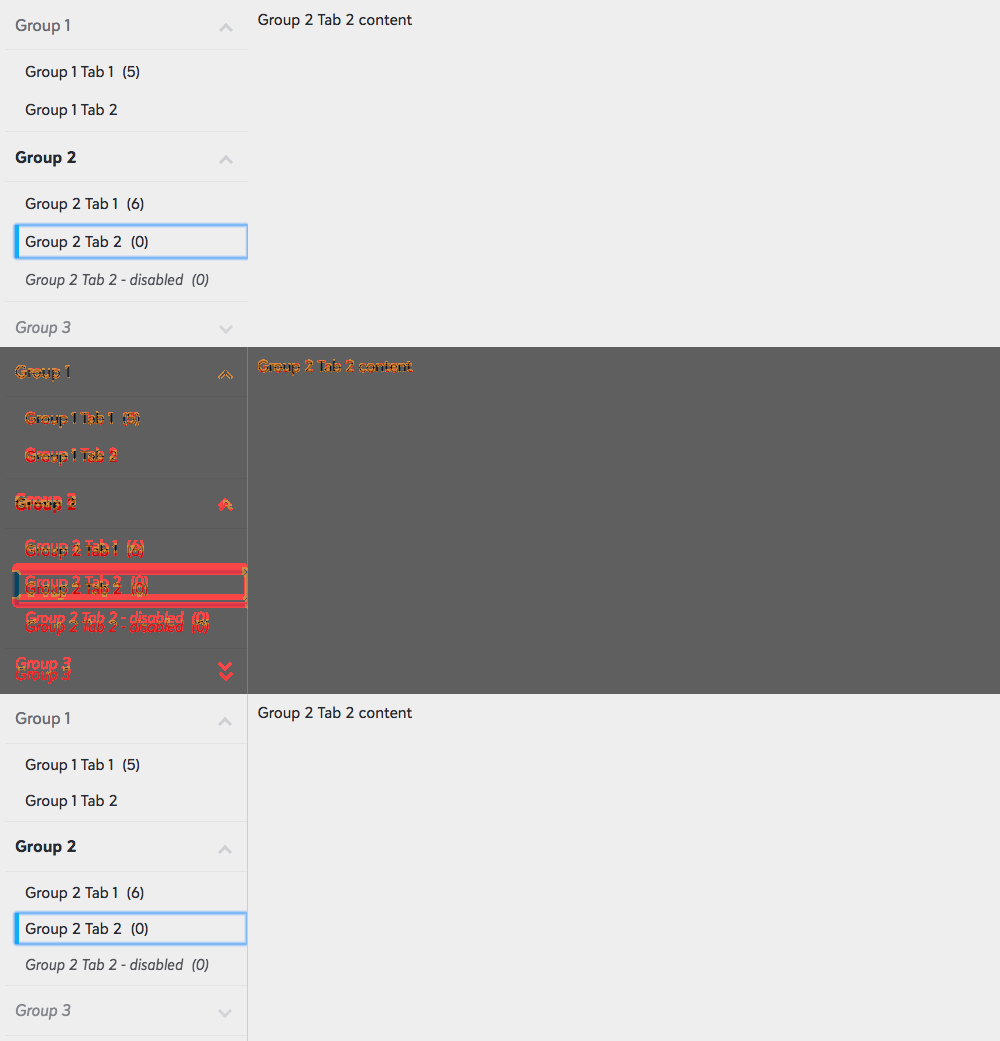 Group 1
Group 2 Tab 2 content
Group 1 Tab 1 (5)
Group 1 Tab 2
Group 2
Group 2 Tab 1 (6)
Group 2 Tab 2 (0)
Group 2 Tab 2 - disabled (0)
Group 3
Group 1
Group 2 Tab 2 content
Group 1 Tab 1 (5)
Group 1 Tab 2
Group 2
Group 2 Tab 1 (6)
Group 2 Tab 2 (0)
Group 2 Tab 2 - disabled (0)
Group 3
Group 1
Group 2 Tab 2 content
Group 1 Tab 1 (5)
Group 1 Tab 2
Group 2
Group 2 Tab 1 (6)
Group 2 Tab 2 (0)
Group 2 Tab 2 - disabled (0)
Group 3